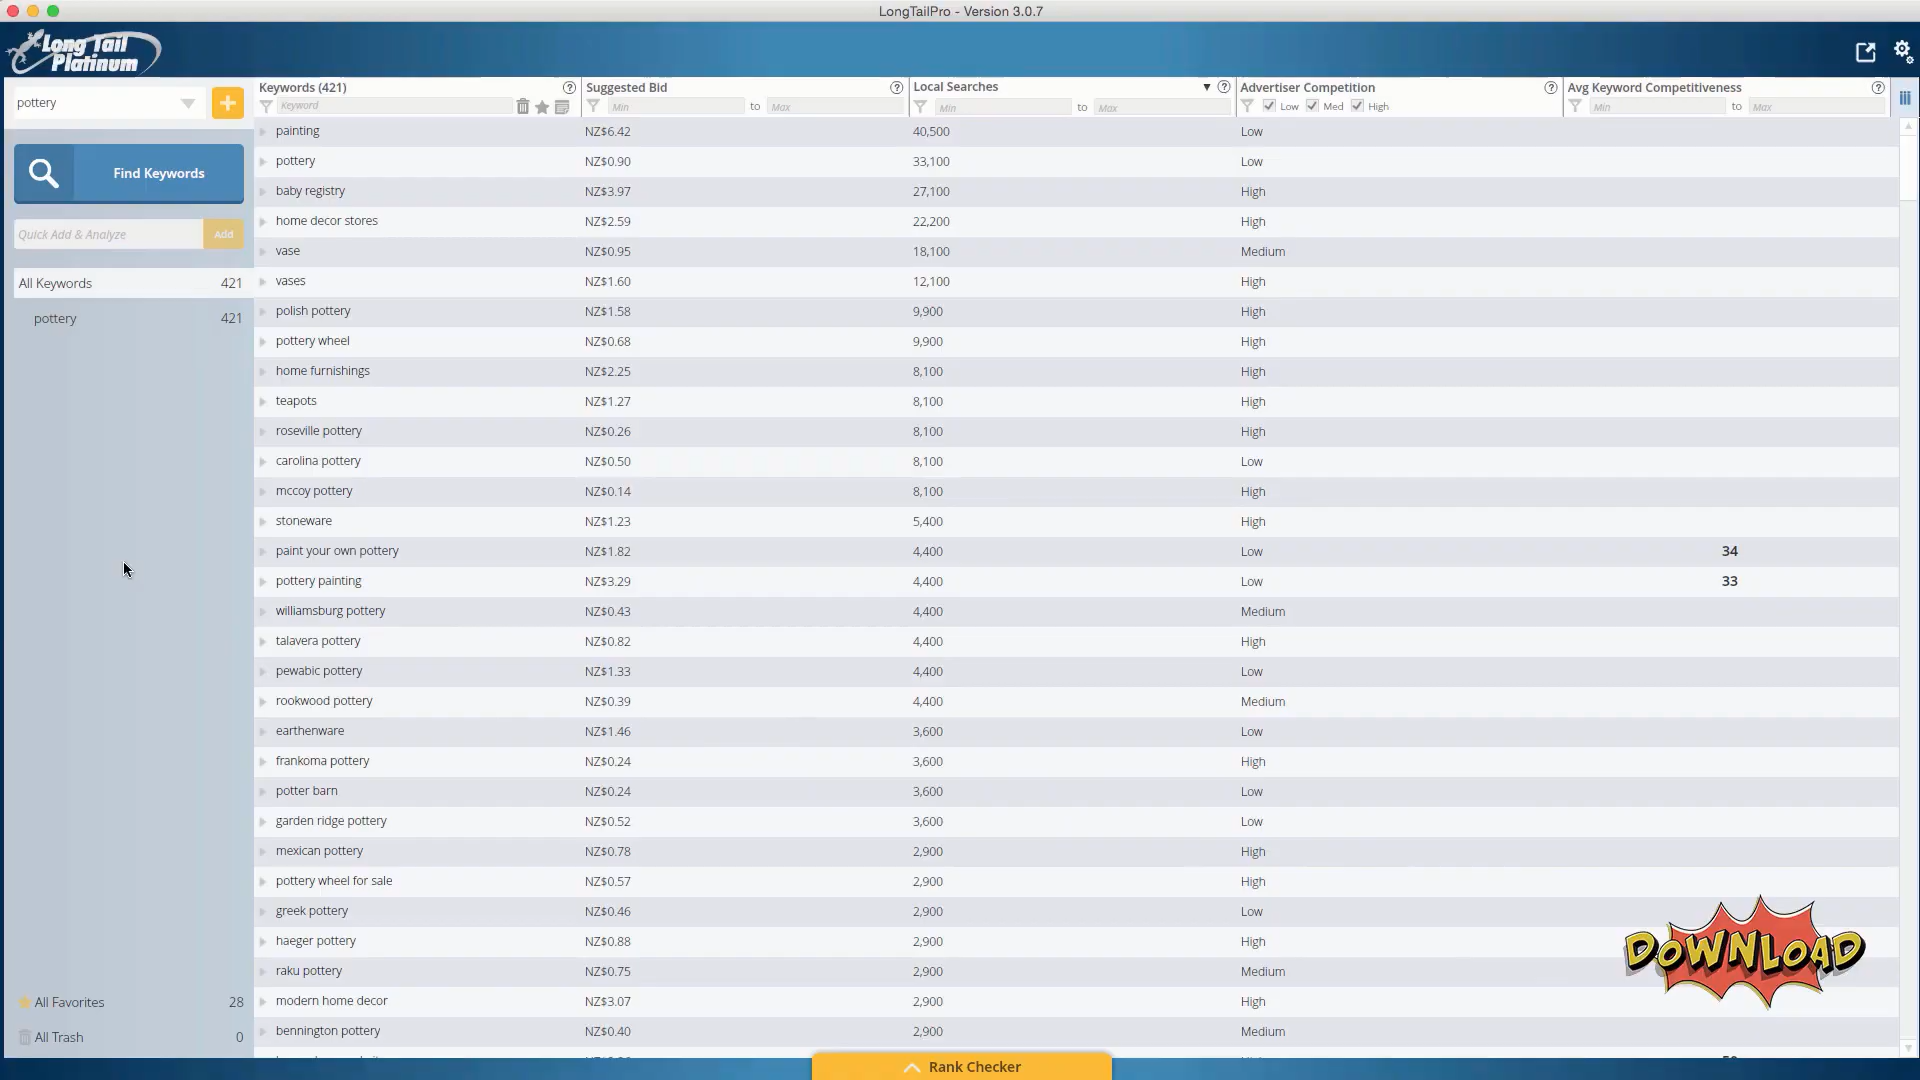 LongTailPro - Version 3.0.7
Long Tail
Platinum
pottery
Find Keywords
Quick Add & Analyze Add
All Keywords 421
pottery 421
All Favorites 28
All Trash 0
Keywords (421) Suggested Bid Local Searches Advertiser Competition Avg Keyword Competitiveness
Keyword Min to Max Min to Max Low Med High Min to Max
painting NZ$6.42 40,500 Low
pottery NZ$0.90 33,100 Low
baby registry NZ$3.97 27,100 High
home decor stores NZ$2.59 22,200 High
vase NZ$0.95 18,100 Medium
vases NZ$1.60 12,100 High
polish pottery NZ$1.58 9,900 High
pottery wheel NZ$0.68 9,900 High
home furnishings NZ$2.25 8,100 High
teapots NZ$1.27 8,100 High
roseville pottery NZ$0.26 8,100 High
carolina pottery NZ$0.50 8,100 Low
mccoy pottery NZ$0.14 8,100 High
stoneware NZ$1.23 5,400 High
paint your own pottery NZ$1.82 4,400 Low 34
pottery painting NZ$3.29 4,400 Low 33
williamsburg pottery NZ$0.43 4,400 Medium
talavera pottery NZ$0.82 4,400 High
pewabic pottery NZ$1.33 4,400 Low
rookwood pottery NZ$0.39 4,400 Medium
earthenware NZ$1.46 3,600 Low
frankoma pottery NZ$0.24 3,600 High
potter barn NZ$0.24 3,600 Low
garden ridge pottery NZ$0.52 3,600 Low
mexican pottery NZ$0.78 2,900 High
pottery wheel for sale NZ$0.57 2,900 High
greek pottery NZ$0.46 2,900 Low
haeger pottery NZ$0.88 2,900 High
raku pottery NZ$0.75 2,900 Medium
modern home decor NZ$3.07 2,900 High
bennington pottery NZ$0.40 2,900 Medium
DOWNLOAD
Rank Checker